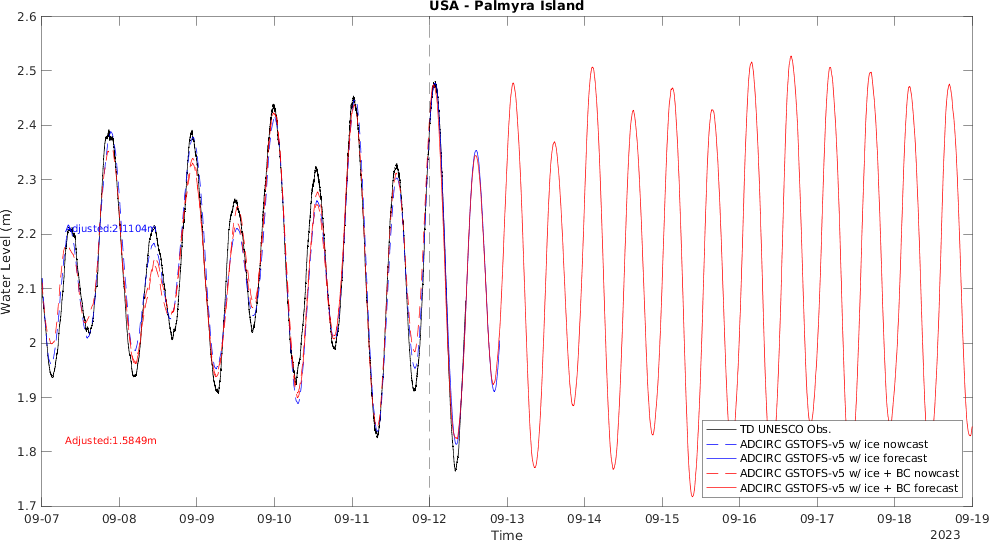 USA - Palmyra Island
2.6
2.5
2.4
2.3
2.2
2.1
2
1.9
1.8
1.7
Water Level (m)
Adjusted:2.1104m
Adjusted:1.5849m
TD UNESCO Obs.
ADCIRC GSTOFS-v5 w/ ice nowcast
ADCIRC GSTOFS-v5 w/ ice forecast
ADCIRC GSTOFS-v5 w/ ice + BC nowcast
ADCIRC GSTOFS-v5 w/ ice + BC forecast
09-07 09-08 09-09 09-10 09-11 09-12 09-13 09-14 09-15 09-16 09-17 09-18 09-19
Time
2023